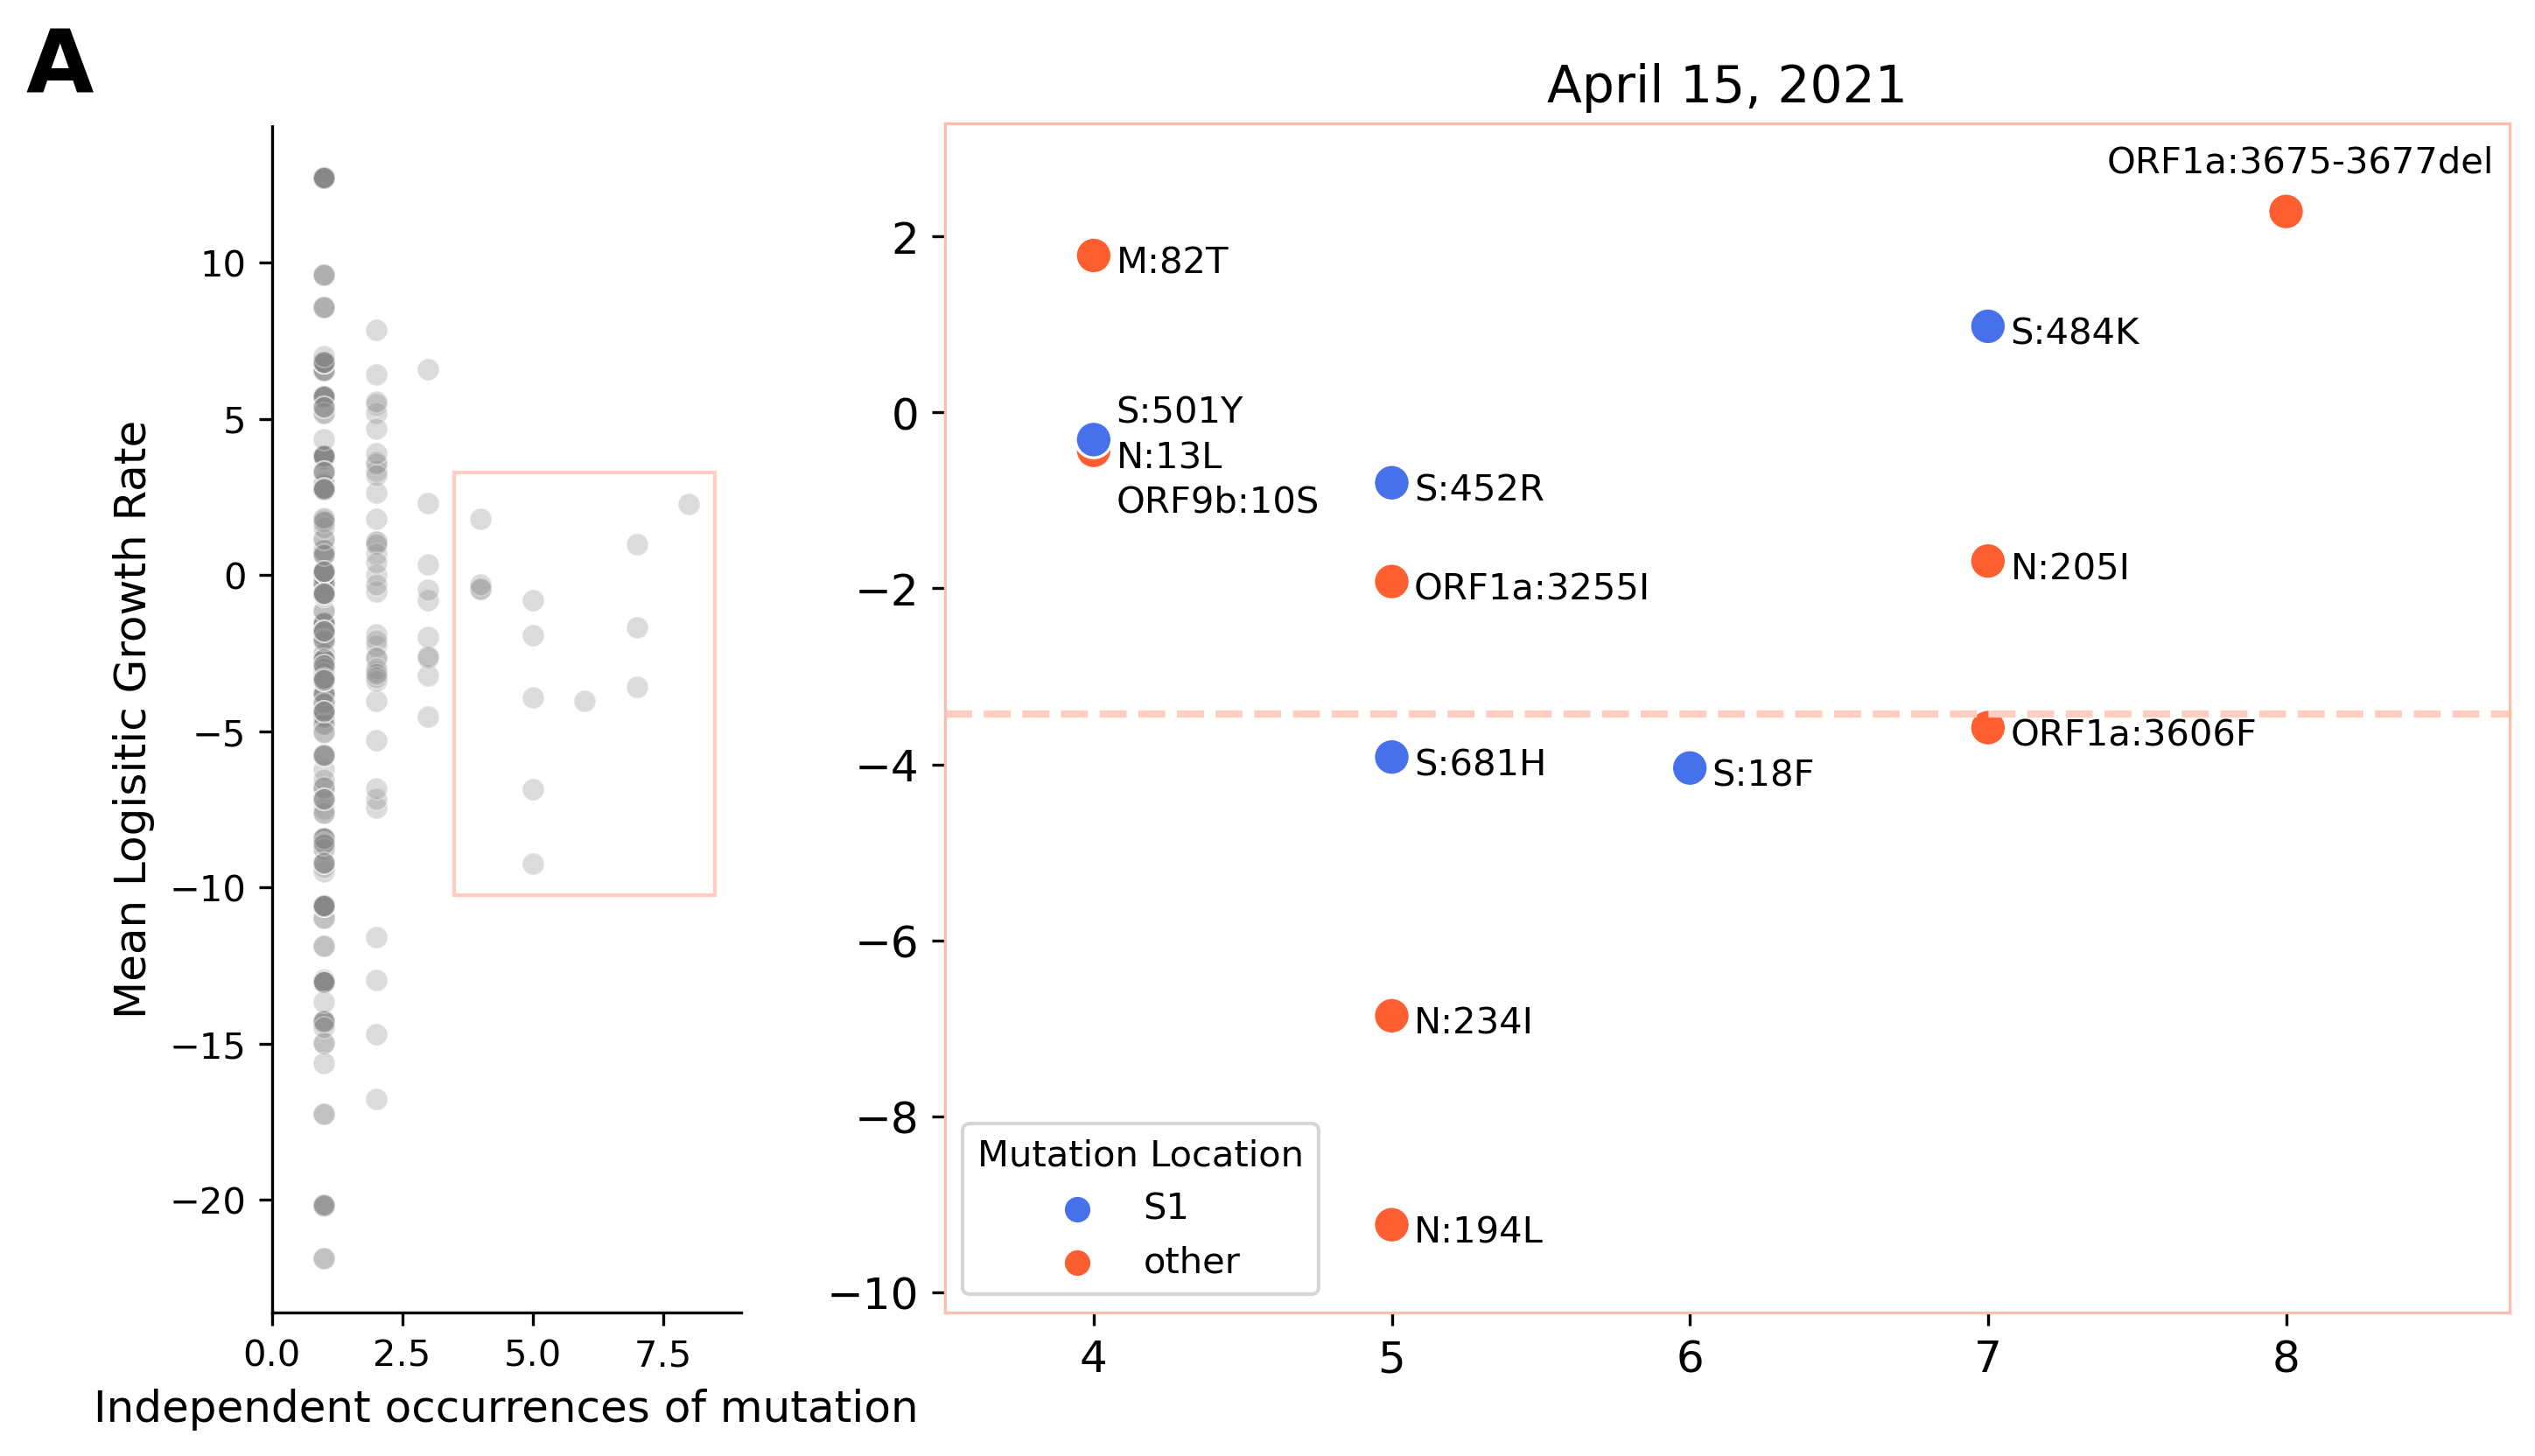 A
April 15, 2021
Mean Logisitic Growth Rate
10
5
0
−5
−10
−15
−20
0.0 2.5 5.0 7.5
Independent occurrences of mutation
2
0
−2
−4
−6
−8
−10
4 5 6 7 8
ORF1a:3675-3677del
M:82T
S:484K
S:501Y
N:13L
ORF9b:10S
S:452R
N:205I
ORF1a:3255I
ORF1a:3606F
S:681H
S:18F
N:234I
N:194L
Mutation Location
S1
other